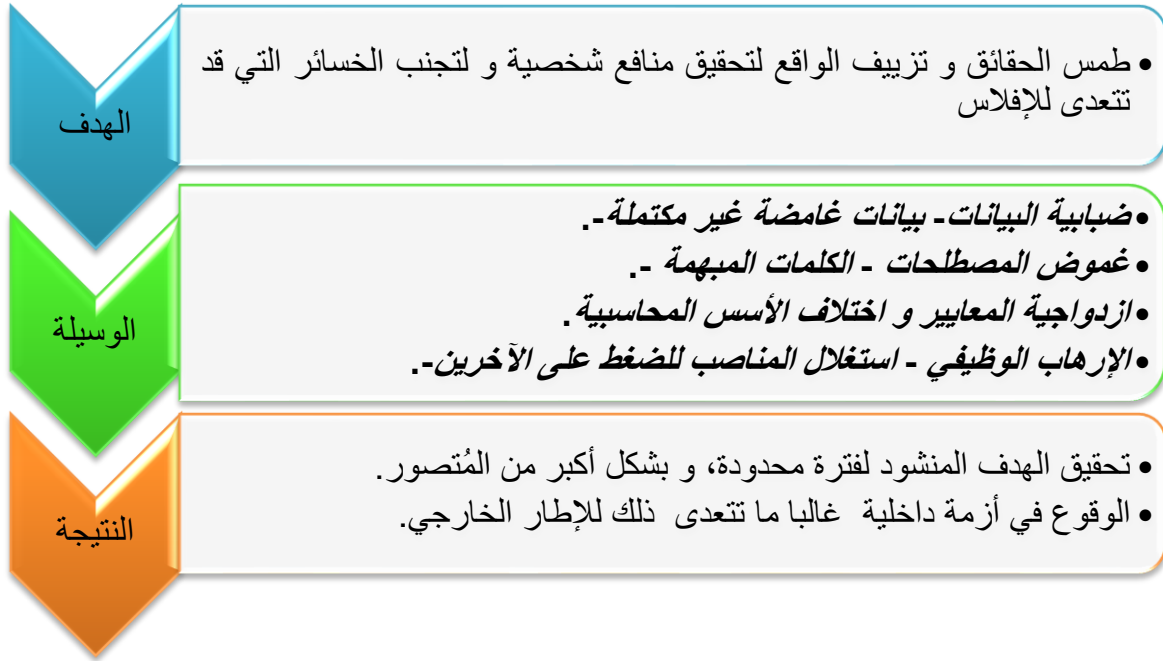 الهدف
• طمس الحقائق و تزييف الواقع لتحقيق منافع شخصية و لتجنب الخسائر التي قد
تتعدى للإفلاس
الوسيلة
• ضبابية البيانات- بيانات غامضة غير مكتملة-.
• غموض المصطلحات - الكلمات المبهمة -.
• ازدواجية المعايير و اختلاف الأسس المحاسبية.
• الإرهاب الوظيفي - استغلال المناصب للضغط على الآخرين-.
النتيجة
• تحقيق الهدف المنشود لفترة محدودة، و بشكل أكبر من المُتصور.
• الوقوع في أزمة داخلية غالبا ما تتعدى ذلك للإطار الخارجي.